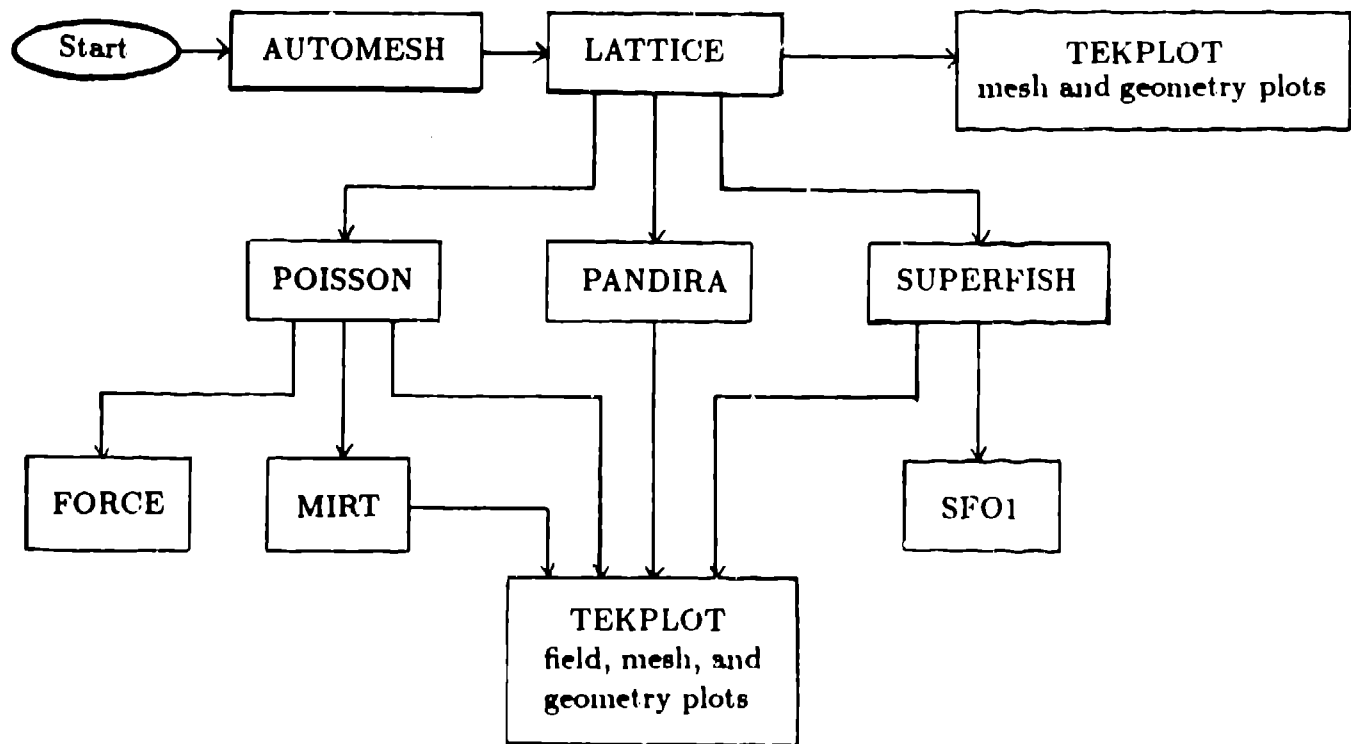 Start
AUTOMESH
LATTICE
TEKPLOT
mesh and geometry plots
POISSON
PANDIRA
SUPERFISH
FORCE
MIRT
SFO1
TEKPLOT
field, mesh, and
geometry plots